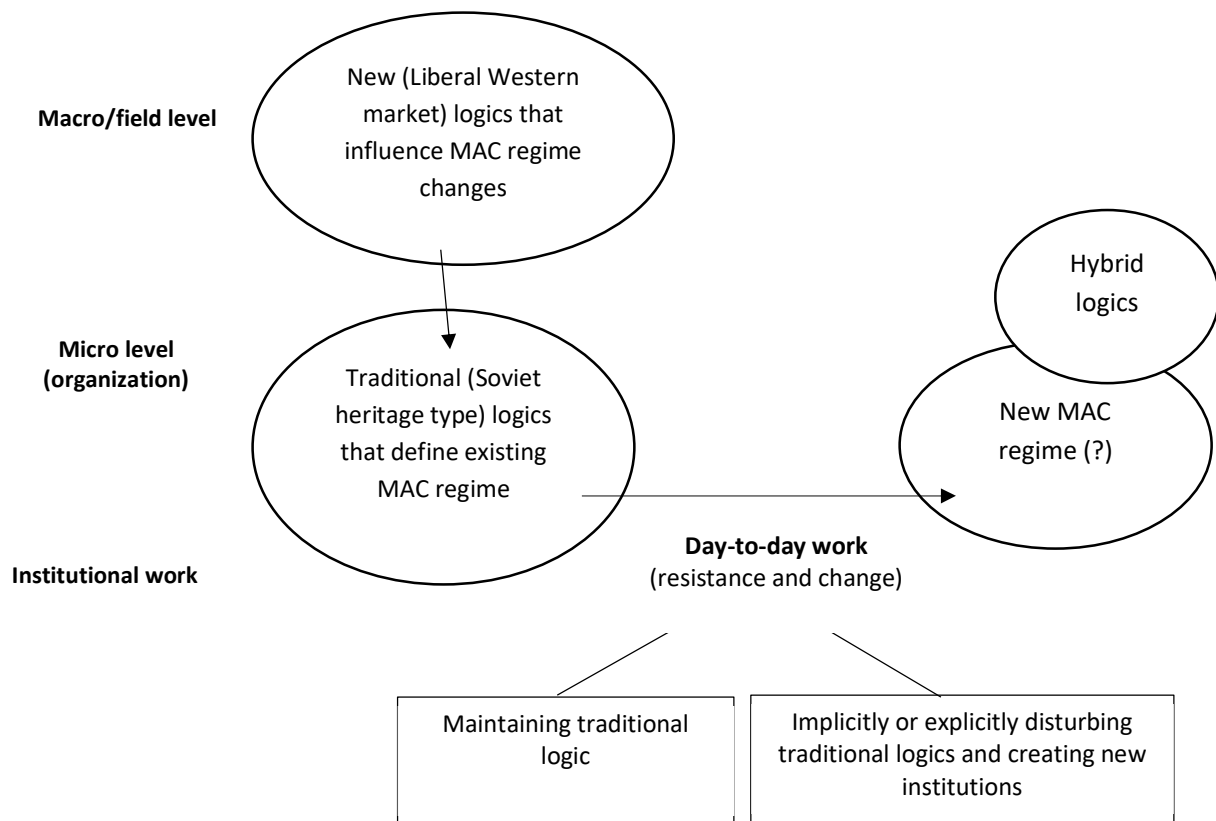 New (Liberal Western
market) logics that
influence MAC regime
changes
Macro/field level
Hybrid
logics
Micro level
(organization)
Traditional (Soviet
heritage type) logics
that define existing
MAC regime
New MAC
regime (?)
Day-to-day work
(resistance and change)
Institutional work
Maintaining traditional
logic
Implicitly or explicitly disturbing
traditional logics and creating new
institutions